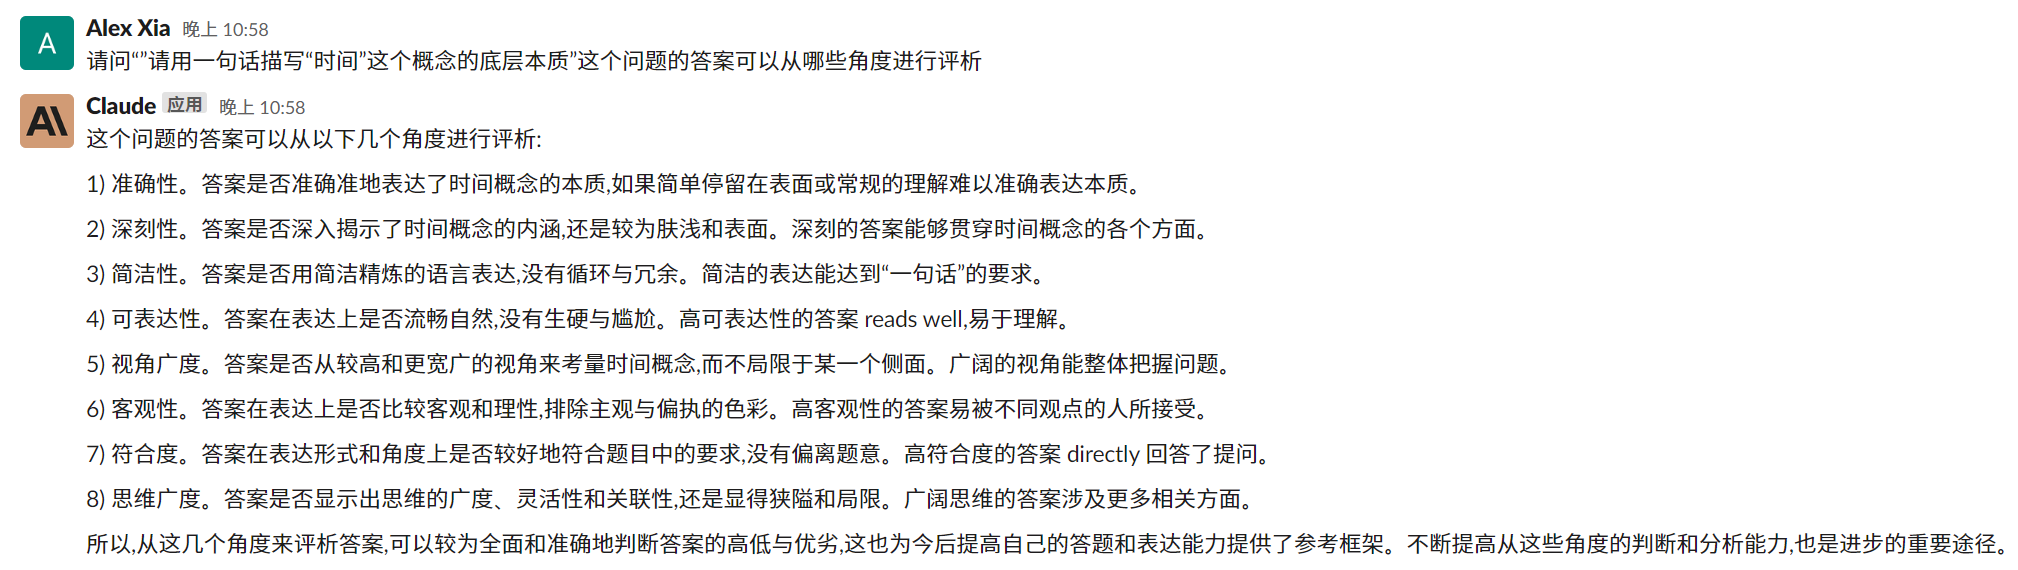 A
Alex Xia 晚上 10:58
请问“”请用一句话描写“时间”这个概念的底层本质”这个问题的答案可以从哪些角度进行评析
A\
Claude 应用 晚上 10:58
这个问题的答案可以从以下几个角度进行评析:
1) 准确性。答案是否准确准地表达了时间概念的本质,如果简单停留在表面或常规的理解难以准确表达本质。
2) 深刻性。答案是否深入揭示了时间概念的内涵,还是较为肤浅和表面。深刻的答案能够贯穿时间概念的各个方面。
3) 简洁性。答案是否用简洁精炼的语言表达,没有循环与冗余。简洁的表达能达到“一句话”的要求。
4) 可表达性。答案在表达上是否流畅自然,没有生硬与尴尬。高可表达性的答案 reads well,易于理解。
5) 视角广度。答案是否从较高和更宽广的视角来考量时间概念,而不局限于某一个侧面。广阔的视角能整体把握问题。
6) 客观性。答案在表达上是否比较客观和理性,排除主观与偏执的色彩。高客观性的答案易被不同观点的人所接受。
7) 符合度。答案在表达形式和角度上是否较好地符合题目中的要求,没有偏离题意。高符合度的答案 directly 回答了提问。
8) 思维广度。答案是否显示出思维的广度、灵活性和关联性,还是显得狭隘和局限。广阔思维的答案涉及更多相关方面。
所以,从这几个角度来评析答案,可以较为全面和准确地判断答案的高低与优劣,这也为今后提高自己的答题和表达能力提供了参考框架。不断提高从这些角度的判断和分析能力,也是进步的重要途径。